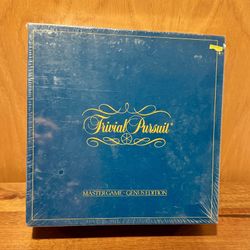 Trivial Pursuit®
MASTER GAME - GENUS EDITION